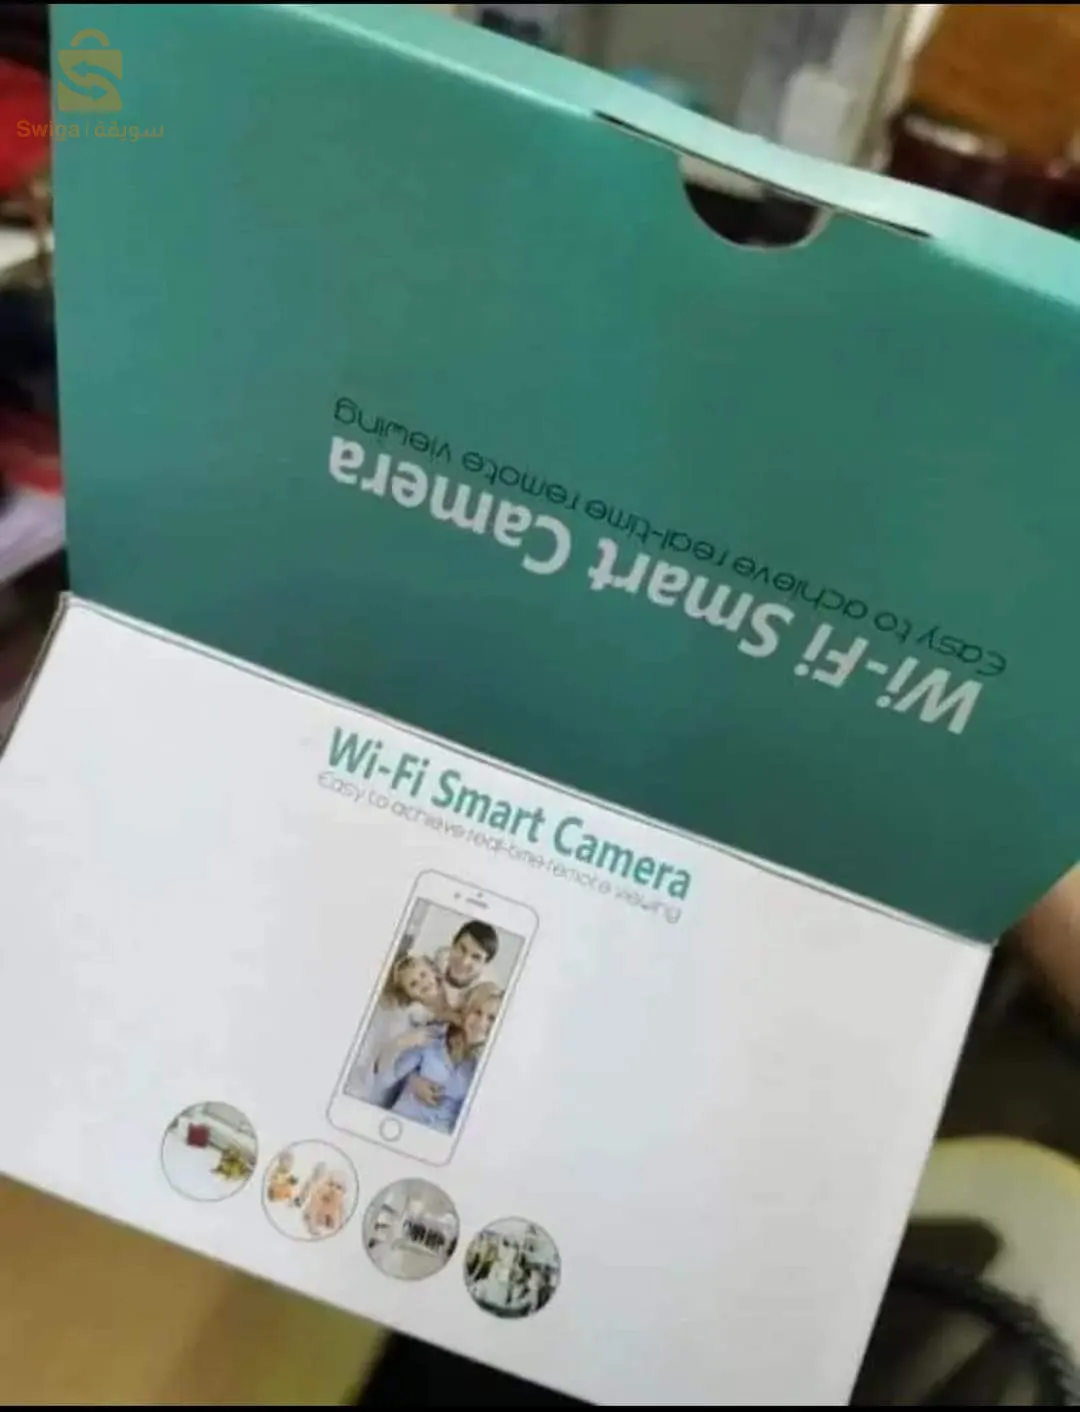 Swiqa | سويقة
Easy to achieve real-time remote viewing
Wi-Fi Smart Camera
Wi-Fi Smart Camera
Easy to achieve real-time remote viewing